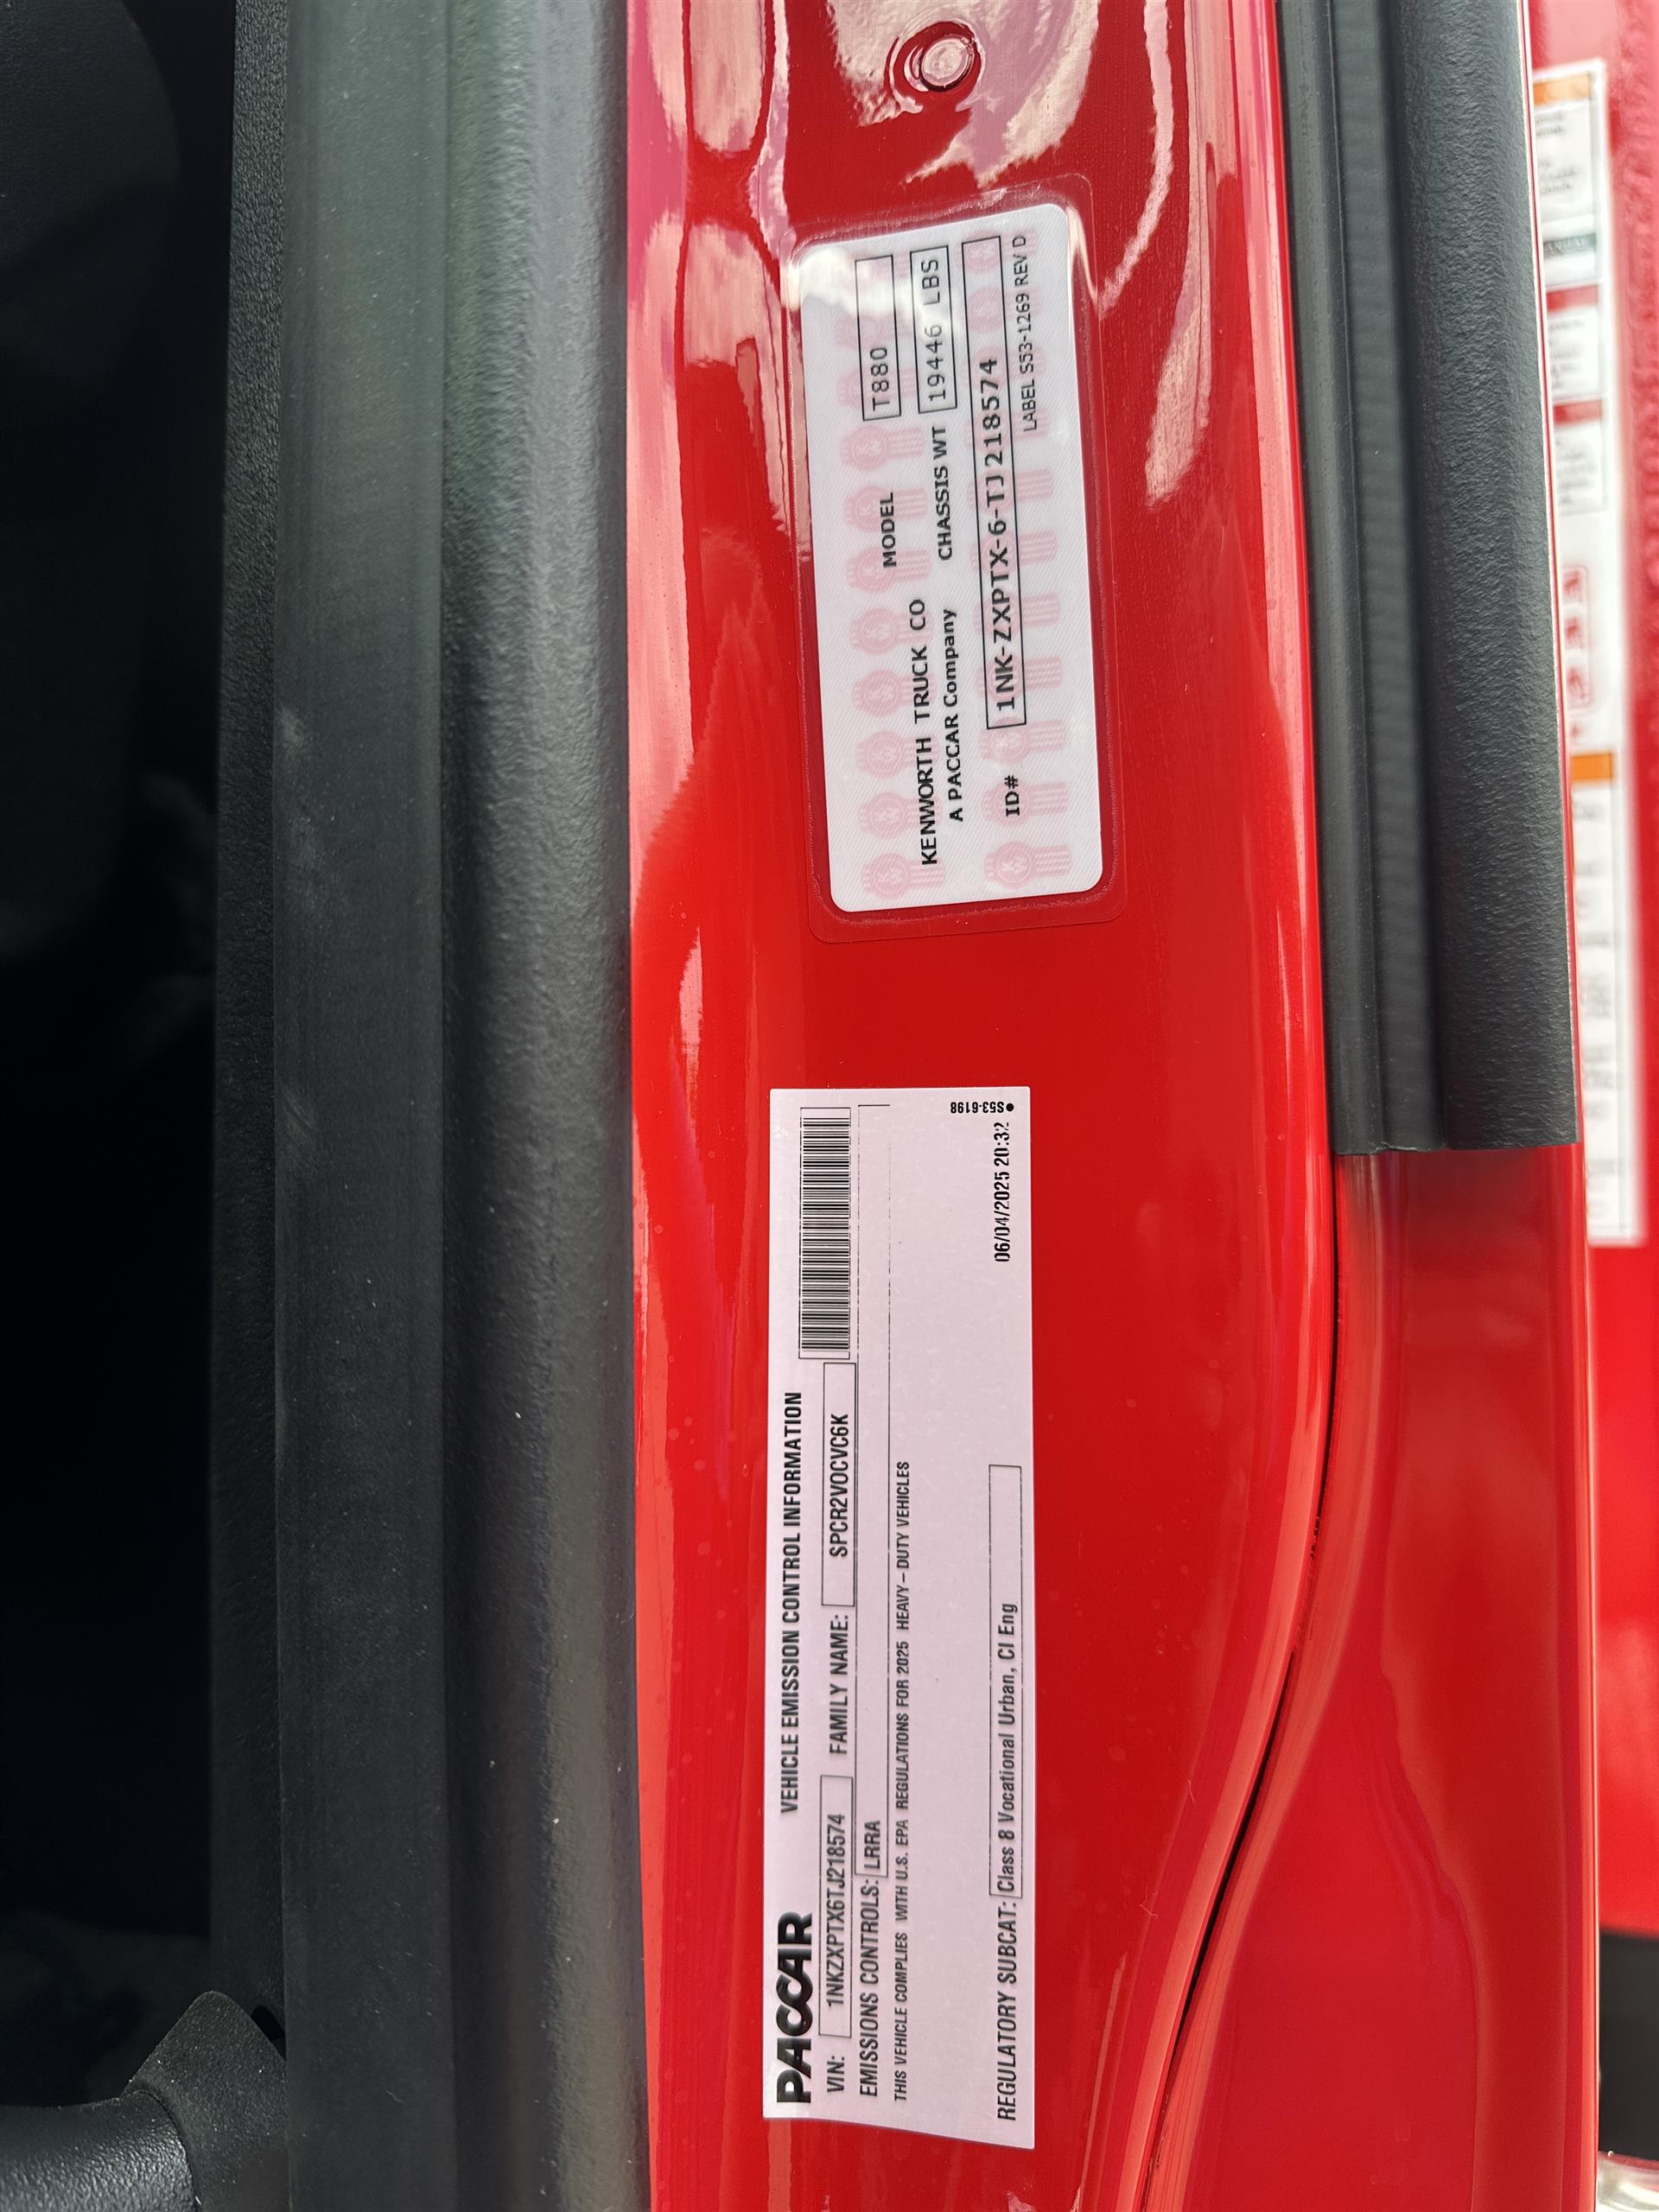 KENWORTH TRUCK CO
A PACCAR Company
MODEL T880
CHASSIS WT 19446 LBS
ID# 1NK-ZXPTX-6-TJ218574
LABEL S53-1269 REV D
PACCAR
VEHICLE EMISSION CONTROL INFORMATION
VIN: 1NKZXPTX6TJ218574 FAMILY NAME: SPCR2VOCVC6K
EMISSIONS CONTROLS: LRRA
THIS VEHICLE COMPLIES WITH U.S. EPA REGULATIONS FOR 2025 HEAVY-DUTY VEHICLES
REGULATORY SUBCAT: Class 8 Vocational Urban, CI Eng
06/04/2025 20:32
●S53-6198